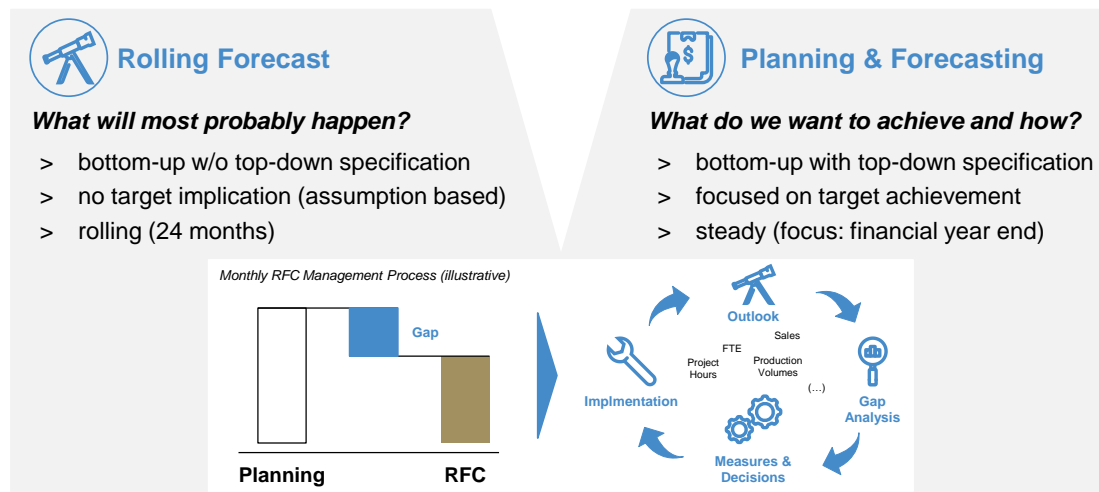 Rolling Forecast
What will most probably happen?
> bottom-up w/o top-down specification
> no target implication (assumption based)
> rolling (24 months)
Planning & Forecasting
What do we want to achieve and how?
> bottom-up with top-down specification
> focused on target achievement
> steady (focus: financial year end)
Monthly RFC Management Process (illustrative)
Gap
Planning
RFC
Outlook
Sales
FTE
Project
Hours
Production
Volumes
(...)
Implmentation
Gap
Analysis
Measures &
Decisions
$